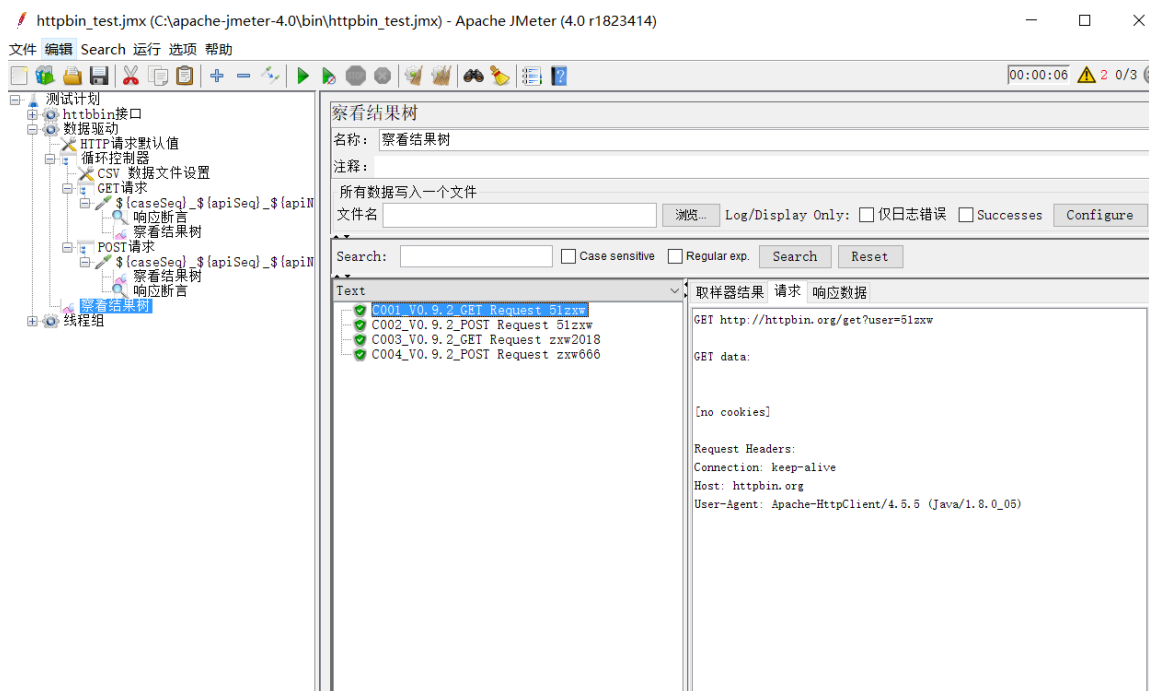 httpbin_test.jmx (C:\apache-jmeter-4.0\bin\httpbin_test.jmx) - Apache JMeter (4.0 r1823414)
文件 编辑 Search 运行 选项 帮助
00:00:06 2 0/3
测试计划
httbbin接口
数据驱动
HTTP请求默认值
循环控制器
CSV 数据文件设置
GET请求
${caseSeq}_${apiSeq}_${apiN
响应断言
察看结果树
POST请求
${caseSeq}_${apiSeq}_${apiN
察看结果树
响应断言
察看结果树
线程组
察看结果树
名称: 察看结果树
注释:
所有数据写入一个文件
文件名 浏览... Log/Display Only: 仅日志错误 Successes Configure
Search: Case sensitive Regular exp. Search Reset
Text
C001_V0.9.2_GET Request 51zxw
C002_V0.9.2_POST Request 51zxw
C003_V0.9.2_GET Request zxw2018
C004_V0.9.2_POST Request zxw666
取样器结果 请求 响应数据
GET http://httpbin.org/get?user=51zxw
GET data:
[no cookies]
Request Headers:
Connection: keep-alive
Host: httpbin.org
User-Agent: Apache-HttpClient/4.5.5 (Java/1.8.0_05)